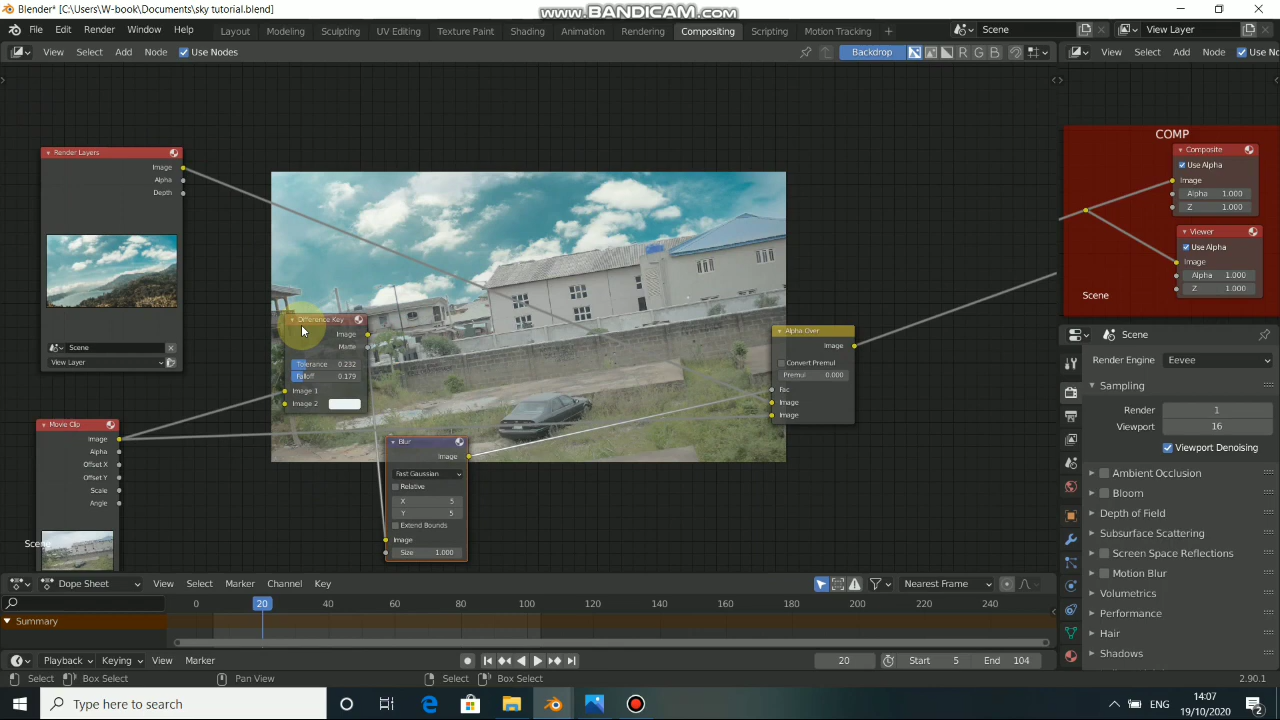 Blender* [C:\Users\W-book\Documents\sky tutorial.blend]
www.BANDICAM.com
File Edit Render Window Help
Layout Modeling Sculpting UV Editing Texture Paint Shading Animation Rendering Compositing Scripting Motion Tracking +
Scene
View Layer
View Select Add Node Use Nodes
Backdrop
R G B
View Select Add Node Use No
Render Layers
Image
Alpha
Depth
Scene
View Layer
Movie Clip
Image
Alpha
Offset X
Offset Y
Scale
Angle
Scene
Difference Key
Image
Matte
Tolerance 0.232
Falloff 0.179
Image 1
Image 2
Blur
Image
Fast Gaussian
Relative
X 5
Y 5
Extend Bounds
Image
Size 1.000
Alpha Over
Image
Convert Premul
Premul 0.000
Fac
Image
Image
COMP
Composite
Use Alpha
Image
Alpha 1.000
Z 1.000
Viewer
Use Alpha
Image
Alpha 1.000
Z 1.000
Scene
Scene
Render Engine Eevee
Sampling
Render 1
Viewport 16
Viewport Denoising
Ambient Occlusion
Bloom
Depth of Field
Subsurface Scattering
Screen Space Reflections
Motion Blur
Volumetrics
Performance
Hair
Shadows
Dope Sheet View Select Marker Channel Key
Nearest Frame
0 20 40 60 80 100 120 140 160 180 200 220 240
Summary
Playback Keying View Marker
20 Start 5 End 104
Select Box Select Pan View Select Box Select
2.90.1
Type here to search
14:07
19/10/2020
2